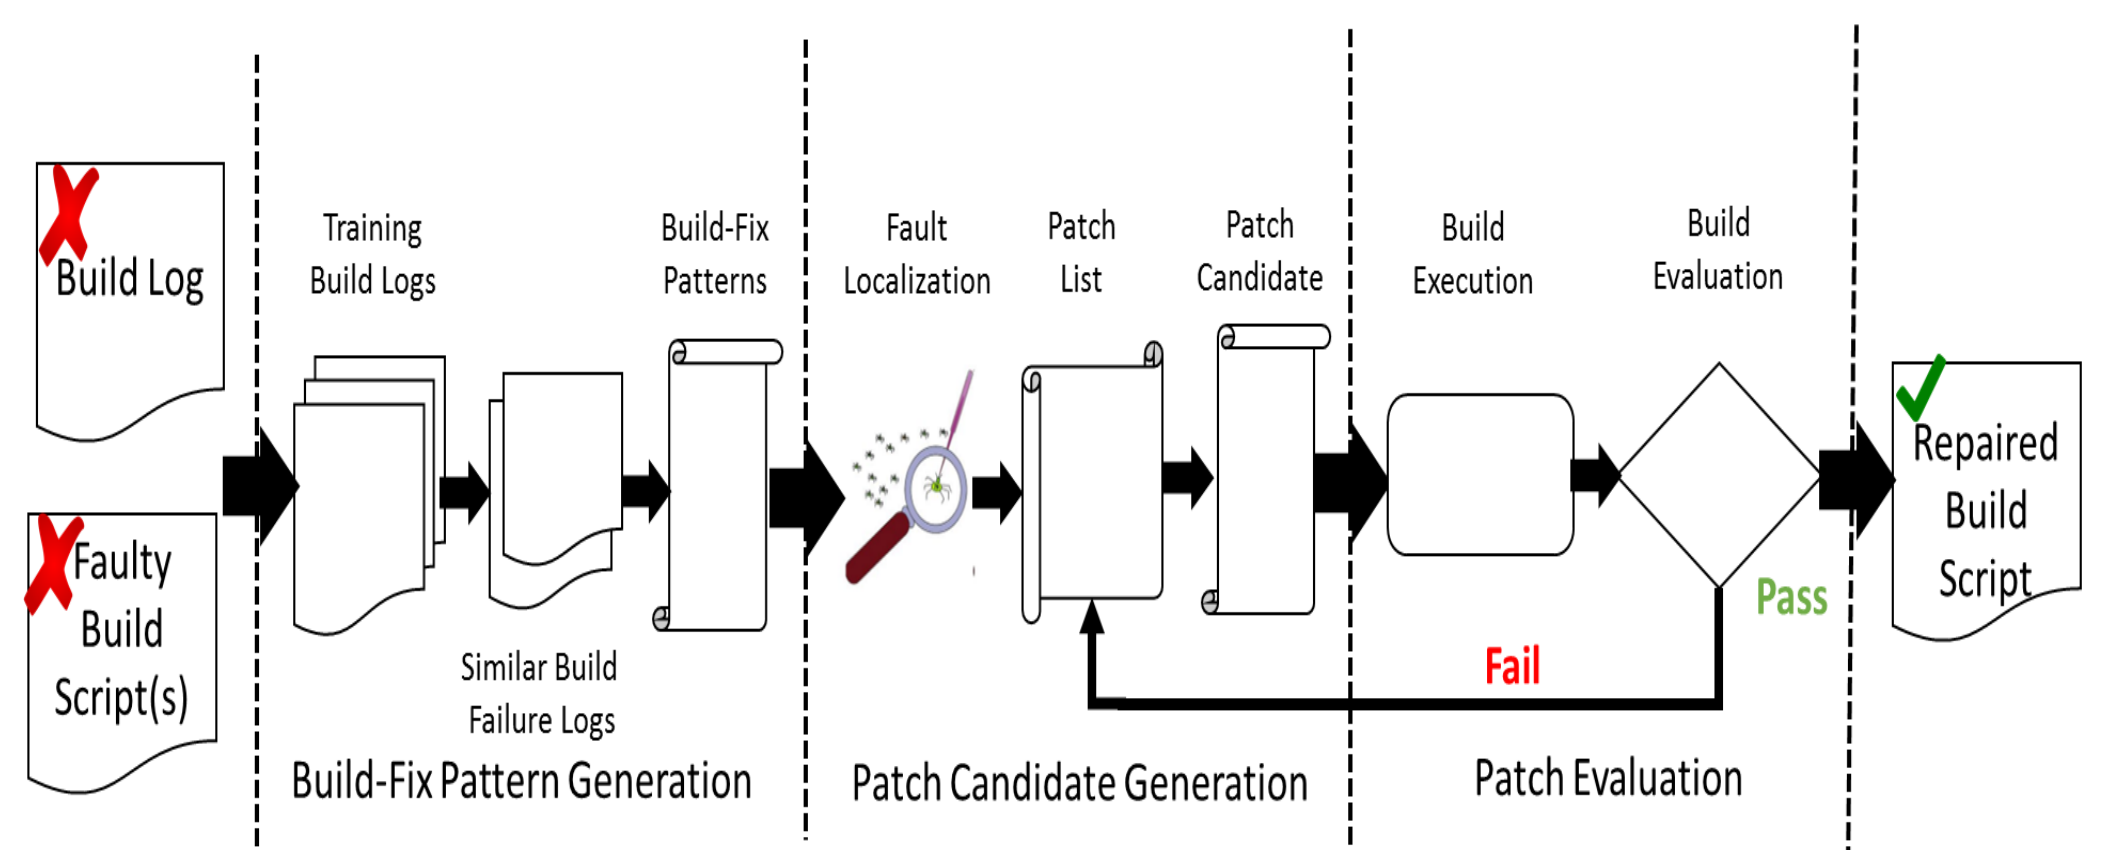 Build Log
Faulty
Build
Script(s)
Training
Build Logs
Similar Build
Failure Logs
Build-Fix
Patterns
Build-Fix Pattern Generation
Fault
Localization
Patch
List
Patch
Candidate
Patch Candidate Generation
Build
Execution
Build
Evaluation
Fail
Pass
Patch Evaluation
Repaired
Build
Script